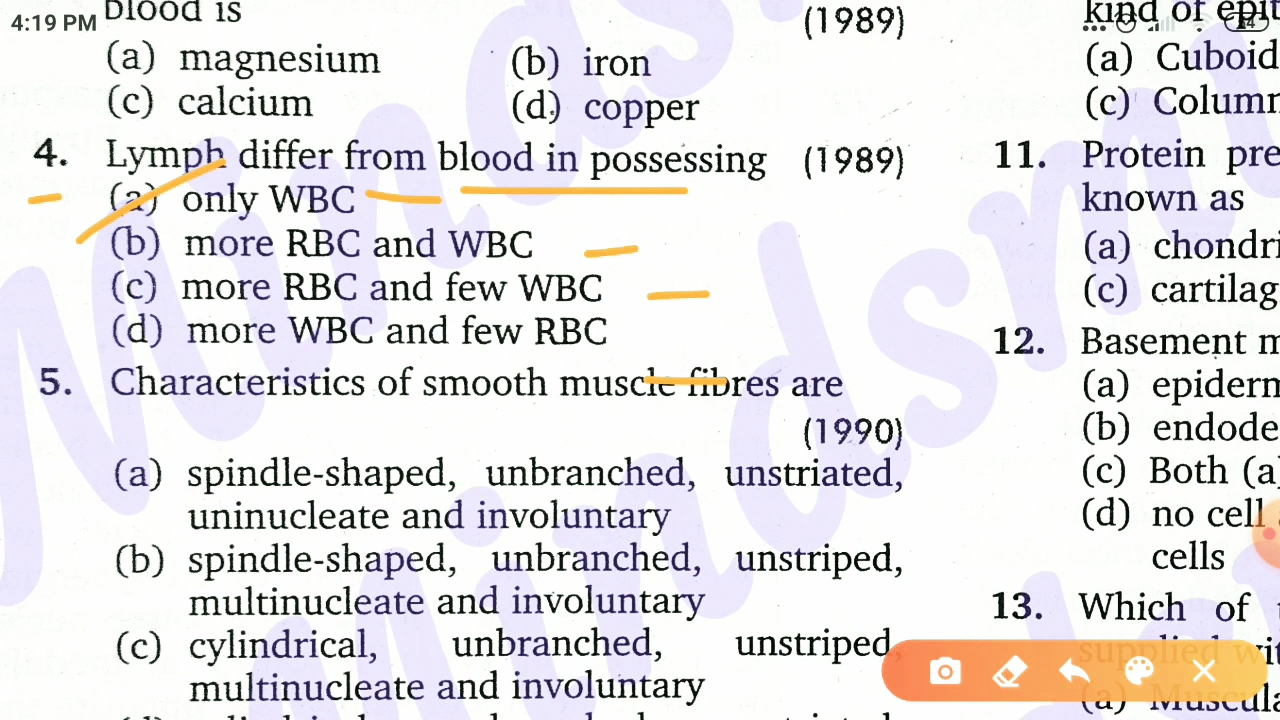 4:19 PM
blood is
(1989)
(a) magnesium (b) iron
(c) calcium (d) copper
4. Lymph differ from blood in possessing (1989)
(a) only WBC
(b) more RBC and WBC
(c) more RBC and few WBC
(d) more WBC and few RBC
5. Characteristics of smooth muscle fibres are
(1990)
(a) spindle-shaped, unbranched, unstriated,
uninucleate and involuntary
(b) spindle-shaped, unbranched, unstriped,
multinucleate and involuntary
(c) cylindrical, unbranched, unstriped,
multinucleate and involuntary
kind of epit
(a) Cuboid
(c) Column
11. Protein pre
known as
(a) chondri
(c) cartilag
12. Basement m
(a) epiderm
(b) endode
(c) Both (a)
(d) no cell
cells
13. Which of
supplied wit
(a) Muscula